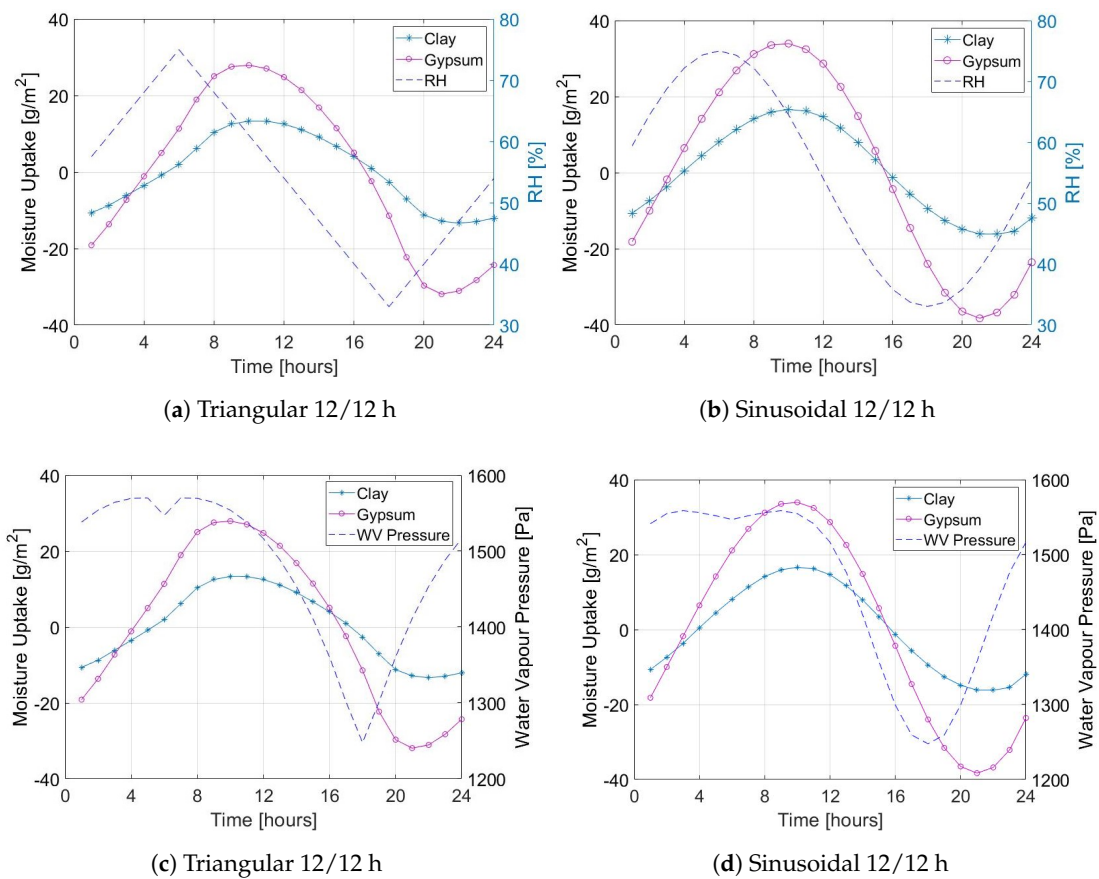 40
20
0
-20
-40
Moisture Uptake [g/m2]
80
70
60
50
40
30
RH [%]
Clay
Gypsum
RH
0 4 8 12 16 20 24
Time [hours]
(a) Triangular 12/12 h
40
20
0
-20
-40
Moisture Uptake [g/m2]
80
70
60
50
40
30
RH [%]
Clay
Gypsum
RH
0 4 8 12 16 20 24
Time [hours]
(b) Sinusoidal 12/12 h
40
20
0
-20
-40
Moisture Uptake [g/m2]
1600
1500
1400
1300
1200
Water Vapour Pressure [Pa]
Clay
Gypsum
WV Pressure
0 4 8 12 16 20 24
Time [hours]
(c) Triangular 12/12 h
40
20
0
-20
-40
Moisture Uptake [g/m2]
1600
1500
1400
1300
1200
Water Vapour Pressure [Pa]
Clay
Gypsum
WV Pressure
0 4 8 12 16 20 24
Time [hours]
(d) Sinusoidal 12/12 h